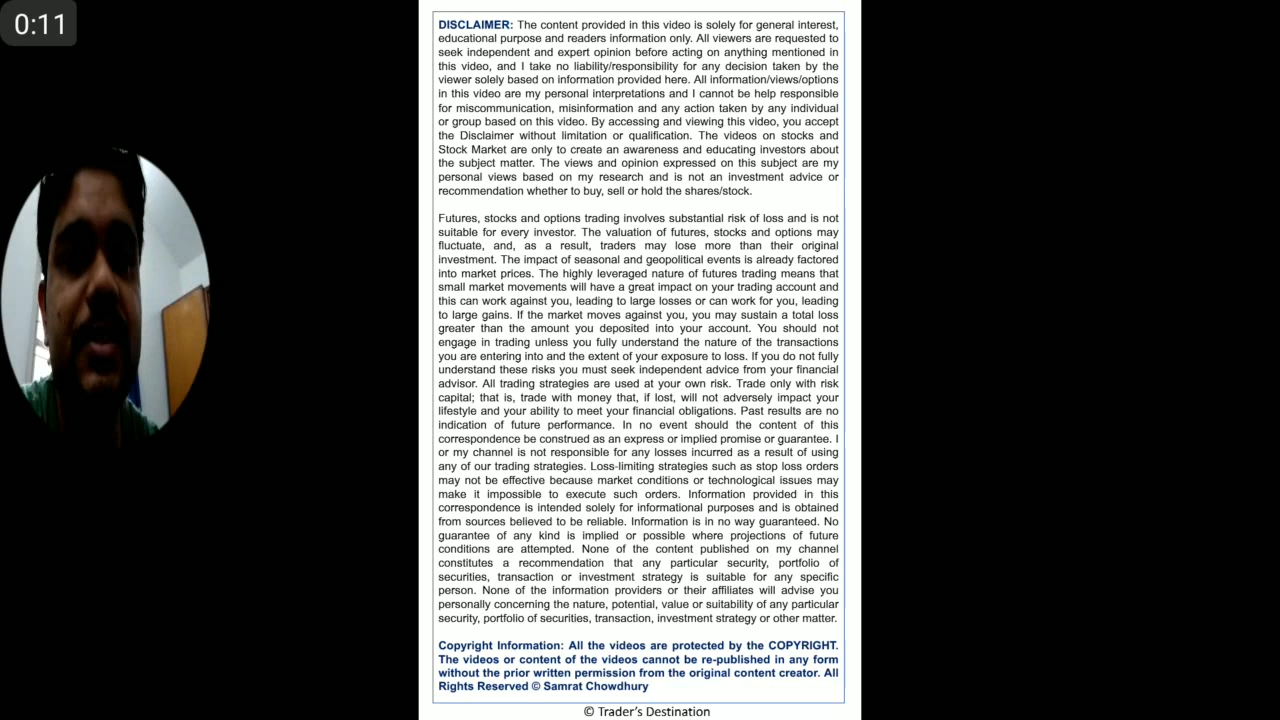 0:11
DISCLAIMER: The content provided in this video is solely for general interest,
educational purpose and readers information only. All viewers are requested to
seek independent and expert opinion before acting on anything mentioned in
this video, and I take no liability/responsibility for any decision taken by the
viewer solely based on information provided here. All information/views/options
in this video are my personal interpretations and I cannot be help responsible
for miscommunication, misinformation and any action taken by any individual
or group based on this video. By accessing and viewing this video, you accept
the Disclaimer without limitation or qualification. The videos on stocks and
Stock Market are only to create an awareness and educating investors about
the subject matter. The views and opinion expressed on this subject are my
personal views based on my research and is not an investment advice or
recommendation whether to buy, sell or hold the shares/stock.
Futures, stocks and options trading involves substantial risk of loss and is not
suitable for every investor. The valuation of futures, stocks and options may
fluctuate, and, as a result, traders may lose more than their original
investment. The impact of seasonal and geopolitical events is already factored
into market prices. The highly leveraged nature of futures trading means that
small market movements will have a great impact on your trading account and
this can work against you, leading to large losses or can work for you, leading
to large gains. If the market moves against you, you may sustain a total loss
greater than the amount you deposited into your account. You should not
engage in trading unless you fully understand the nature of the transactions
you are entering into and the extent of your exposure to loss. If you do not fully
understand these risks you must seek independent advice from your financial
advisor. All trading strategies are used at your own risk. Trade only with risk
capital; that is, trade with money that, if lost, will not adversely impact your
lifestyle and your ability to meet your financial obligations. Past results are no
indication of future performance. In no event should the content of this
correspondence be construed as an express or implied promise or guarantee. I
or my channel is not responsible for any losses incurred as a result of using
any of our trading strategies. Loss-limiting strategies such as stop loss orders
may not be effective because market conditions or technological issues may
make it impossible to execute such orders. Information provided in this
correspondence is intended solely for informational purposes and is obtained
from sources believed to be reliable. Information is in no way guaranteed. No
guarantee of any kind is implied or possible where projections of future
conditions are attempted. None of the content published on my channel
constitutes a recommendation that any particular security, portfolio of
securities, transaction or investment strategy is suitable for any specific
person. None of the information providers or their affiliates will advise you
personally concerning the nature, potential, value or suitability of any particular
security, portfolio of securities, transaction, investment strategy or other matter.
Copyright Information: All the videos are protected by the COPYRIGHT.
The videos or content of the videos cannot be re-published in any form
without the prior written permission from the original content creator. All
Rights Reserved © Samrat Chowdhury
© Trader's Destination